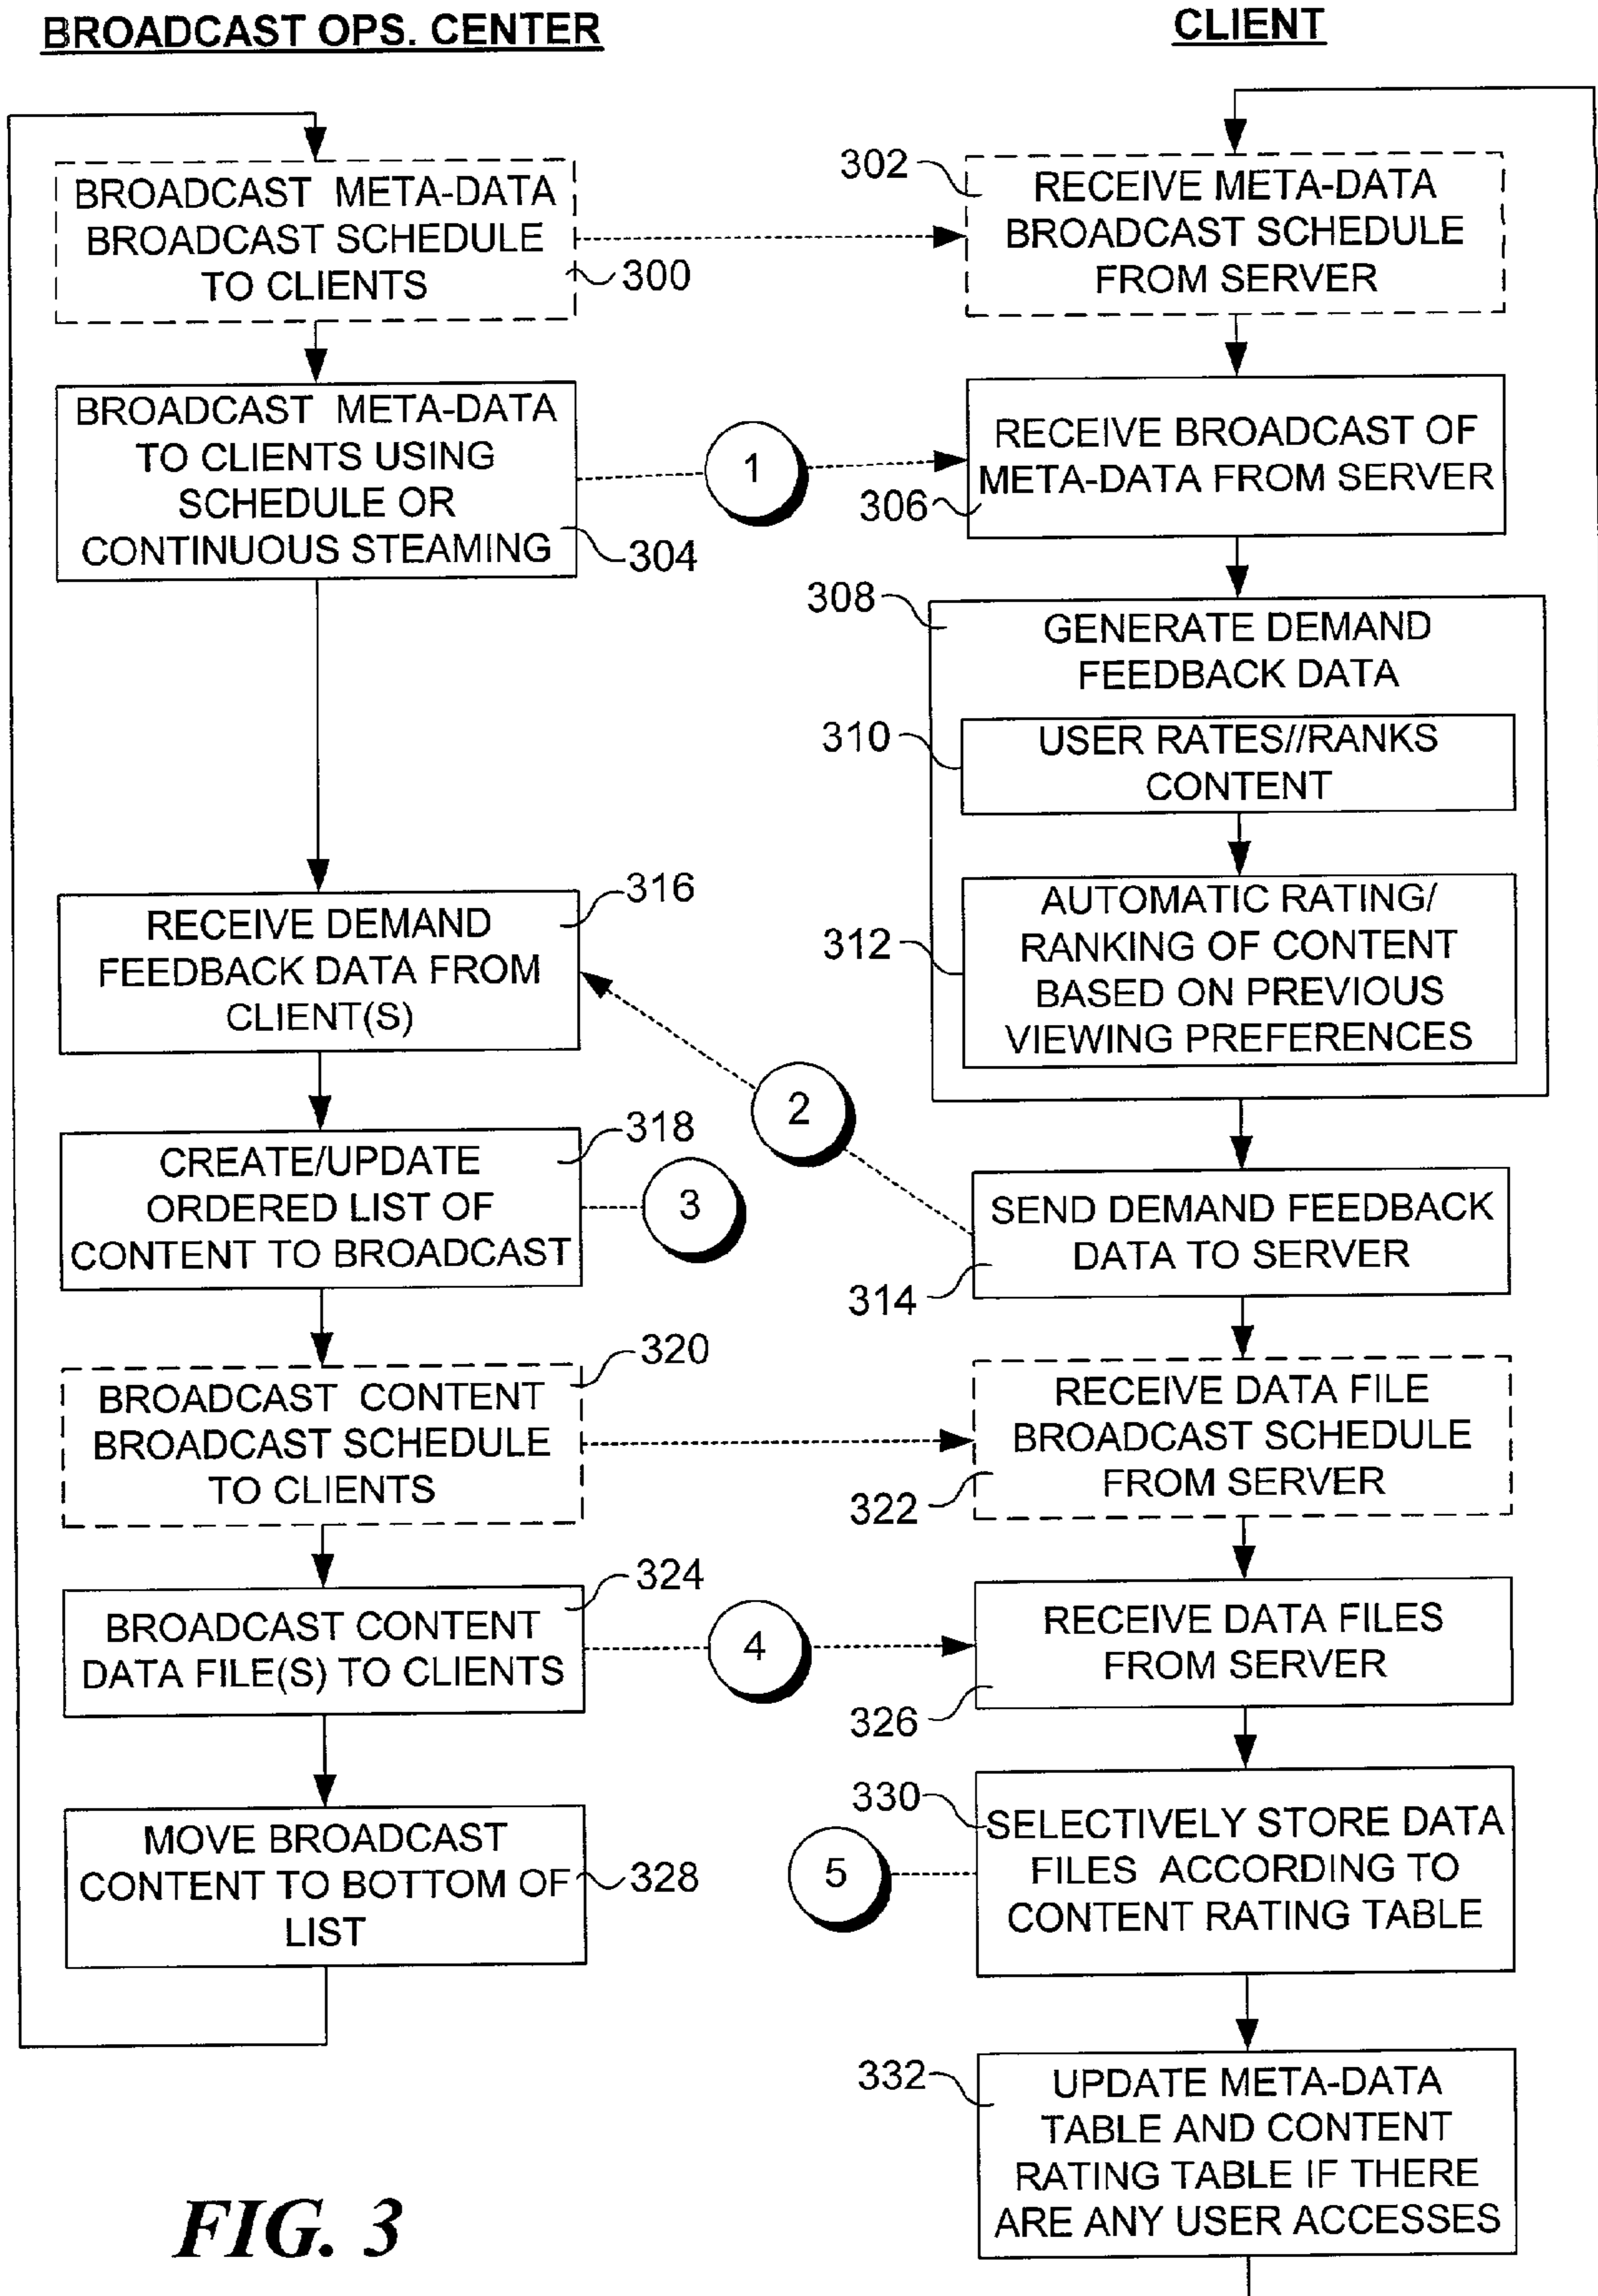 BROADCAST OPS. CENTER
CLIENT
BROADCAST META-DATA
BROADCAST SCHEDULE
TO CLIENTS
300
302
RECEIVE META-DATA
BROADCAST SCHEDULE
FROM SERVER
BROADCAST META-DATA
TO CLIENTS USING
SCHEDULE OR
CONTINUOUS STEAMING
304
1
RECEIVE BROADCAST OF
META-DATA FROM SERVER
306
308
GENERATE DEMAND
FEEDBACK DATA
310
USER RATES//RANKS
CONTENT
312
AUTOMATIC RATING/
RANKING OF CONTENT
BASED ON PREVIOUS
VIEWING PREFERENCES
316
RECEIVE DEMAND
FEEDBACK DATA FROM
CLIENT(S)
2
318
CREATE/UPDATE
ORDERED LIST OF
CONTENT TO BROADCAST
3
SEND DEMAND FEEDBACK
DATA TO SERVER
314
320
BROADCAST CONTENT
BROADCAST SCHEDULE
TO CLIENTS
RECEIVE DATA FILE
BROADCAST SCHEDULE
FROM SERVER
322
324
BROADCAST CONTENT
DATA FILE(S) TO CLIENTS
4
RECEIVE DATA FILES
FROM SERVER
326
MOVE BROADCAST
CONTENT TO BOTTOM OF
LIST
328
330
5
SELECTIVELY STORE DATA
FILES ACCORDING TO
CONTENT RATING TABLE
332
UPDATE META-DATA
TABLE AND CONTENT
RATING TABLE IF THERE
ARE ANY USER ACCESSES
FIG. 3